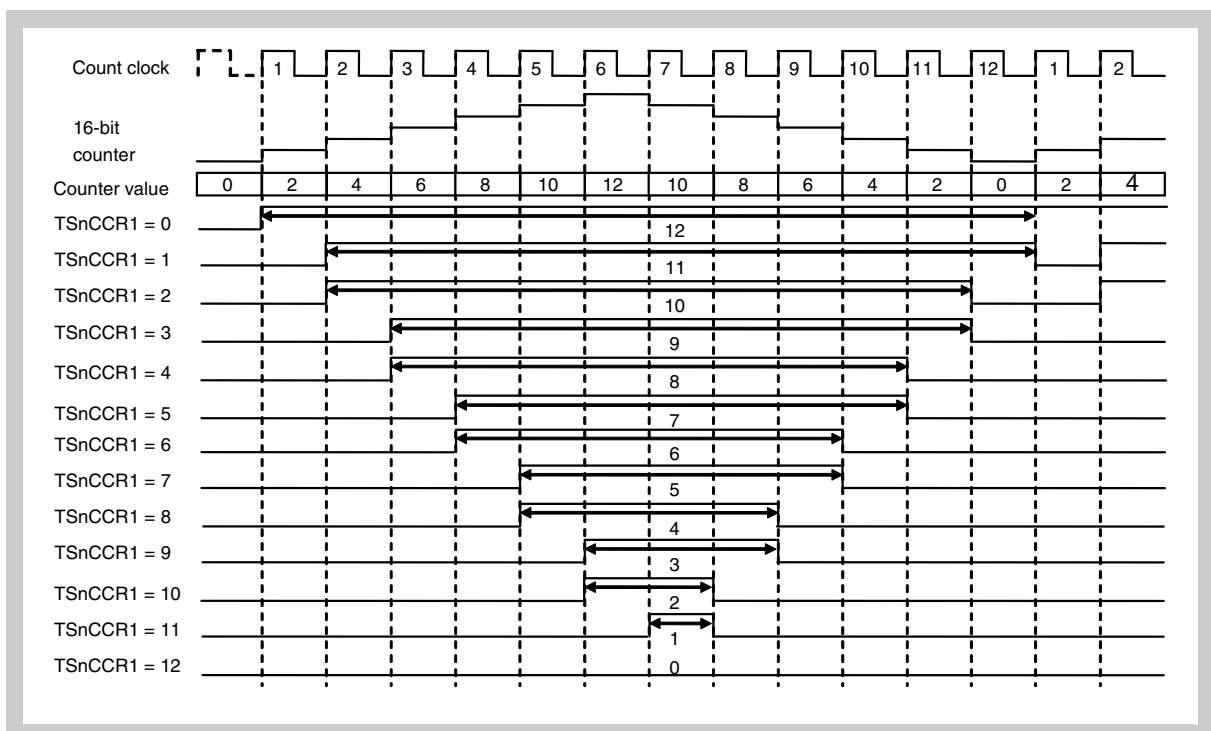 Count clock 1 2 3 4 5 6 7 8 9 10 11 12 1 2
16-bit
counter
Counter value 0 2 4 6 8 10 12 10 8 6 4 2 0 2 4
TSnCCR1 = 0
12
TSnCCR1 = 1
11
TSnCCR1 = 2
10
TSnCCR1 = 3
9
TSnCCR1 = 4
8
TSnCCR1 = 5
7
TSnCCR1 = 6
6
TSnCCR1 = 7
5
TSnCCR1 = 8
4
TSnCCR1 = 9
3
TSnCCR1 = 10
2
TSnCCR1 = 11
1
TSnCCR1 = 12
0